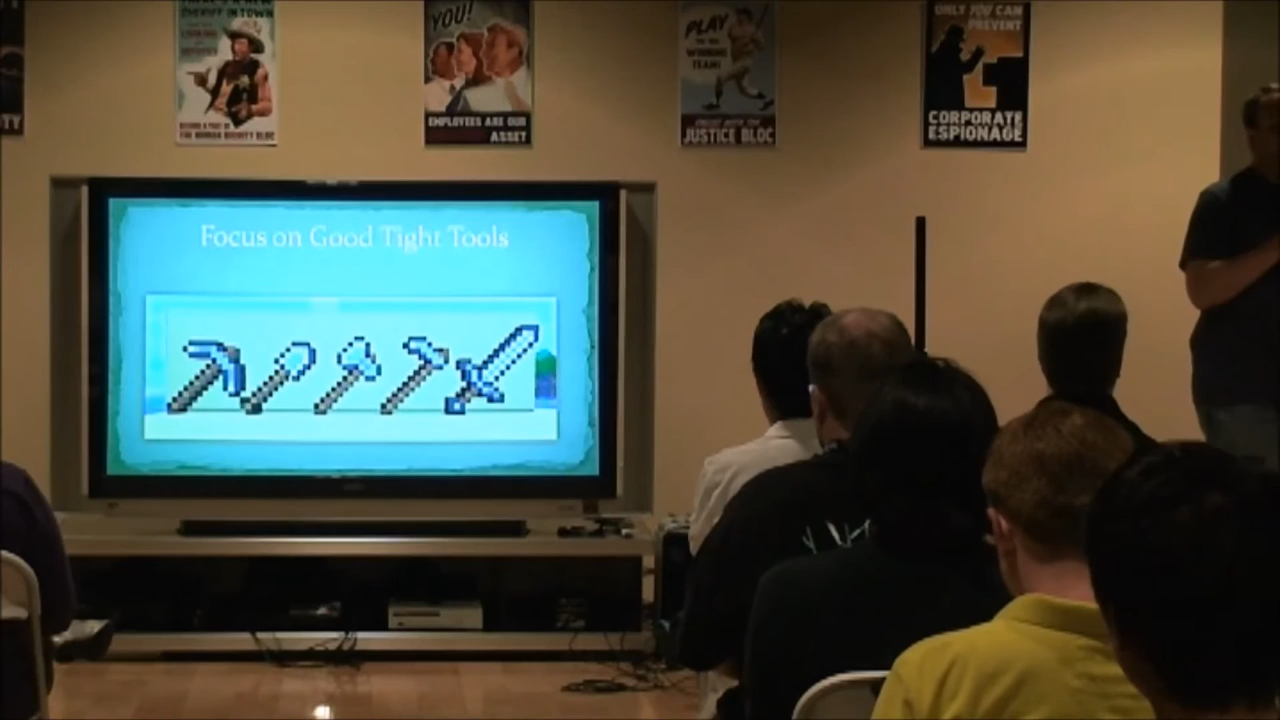 SHERIFF IN TOWN
YOU!
EMPLOYEES ARE OUR
ASSET
PLAY
WINNING
TEAM!
JUSTICE BLOC
ONLY YOU CAN
PREVENT
CORPORATE
ESPIONAGE
Focus on Good Tight Tools